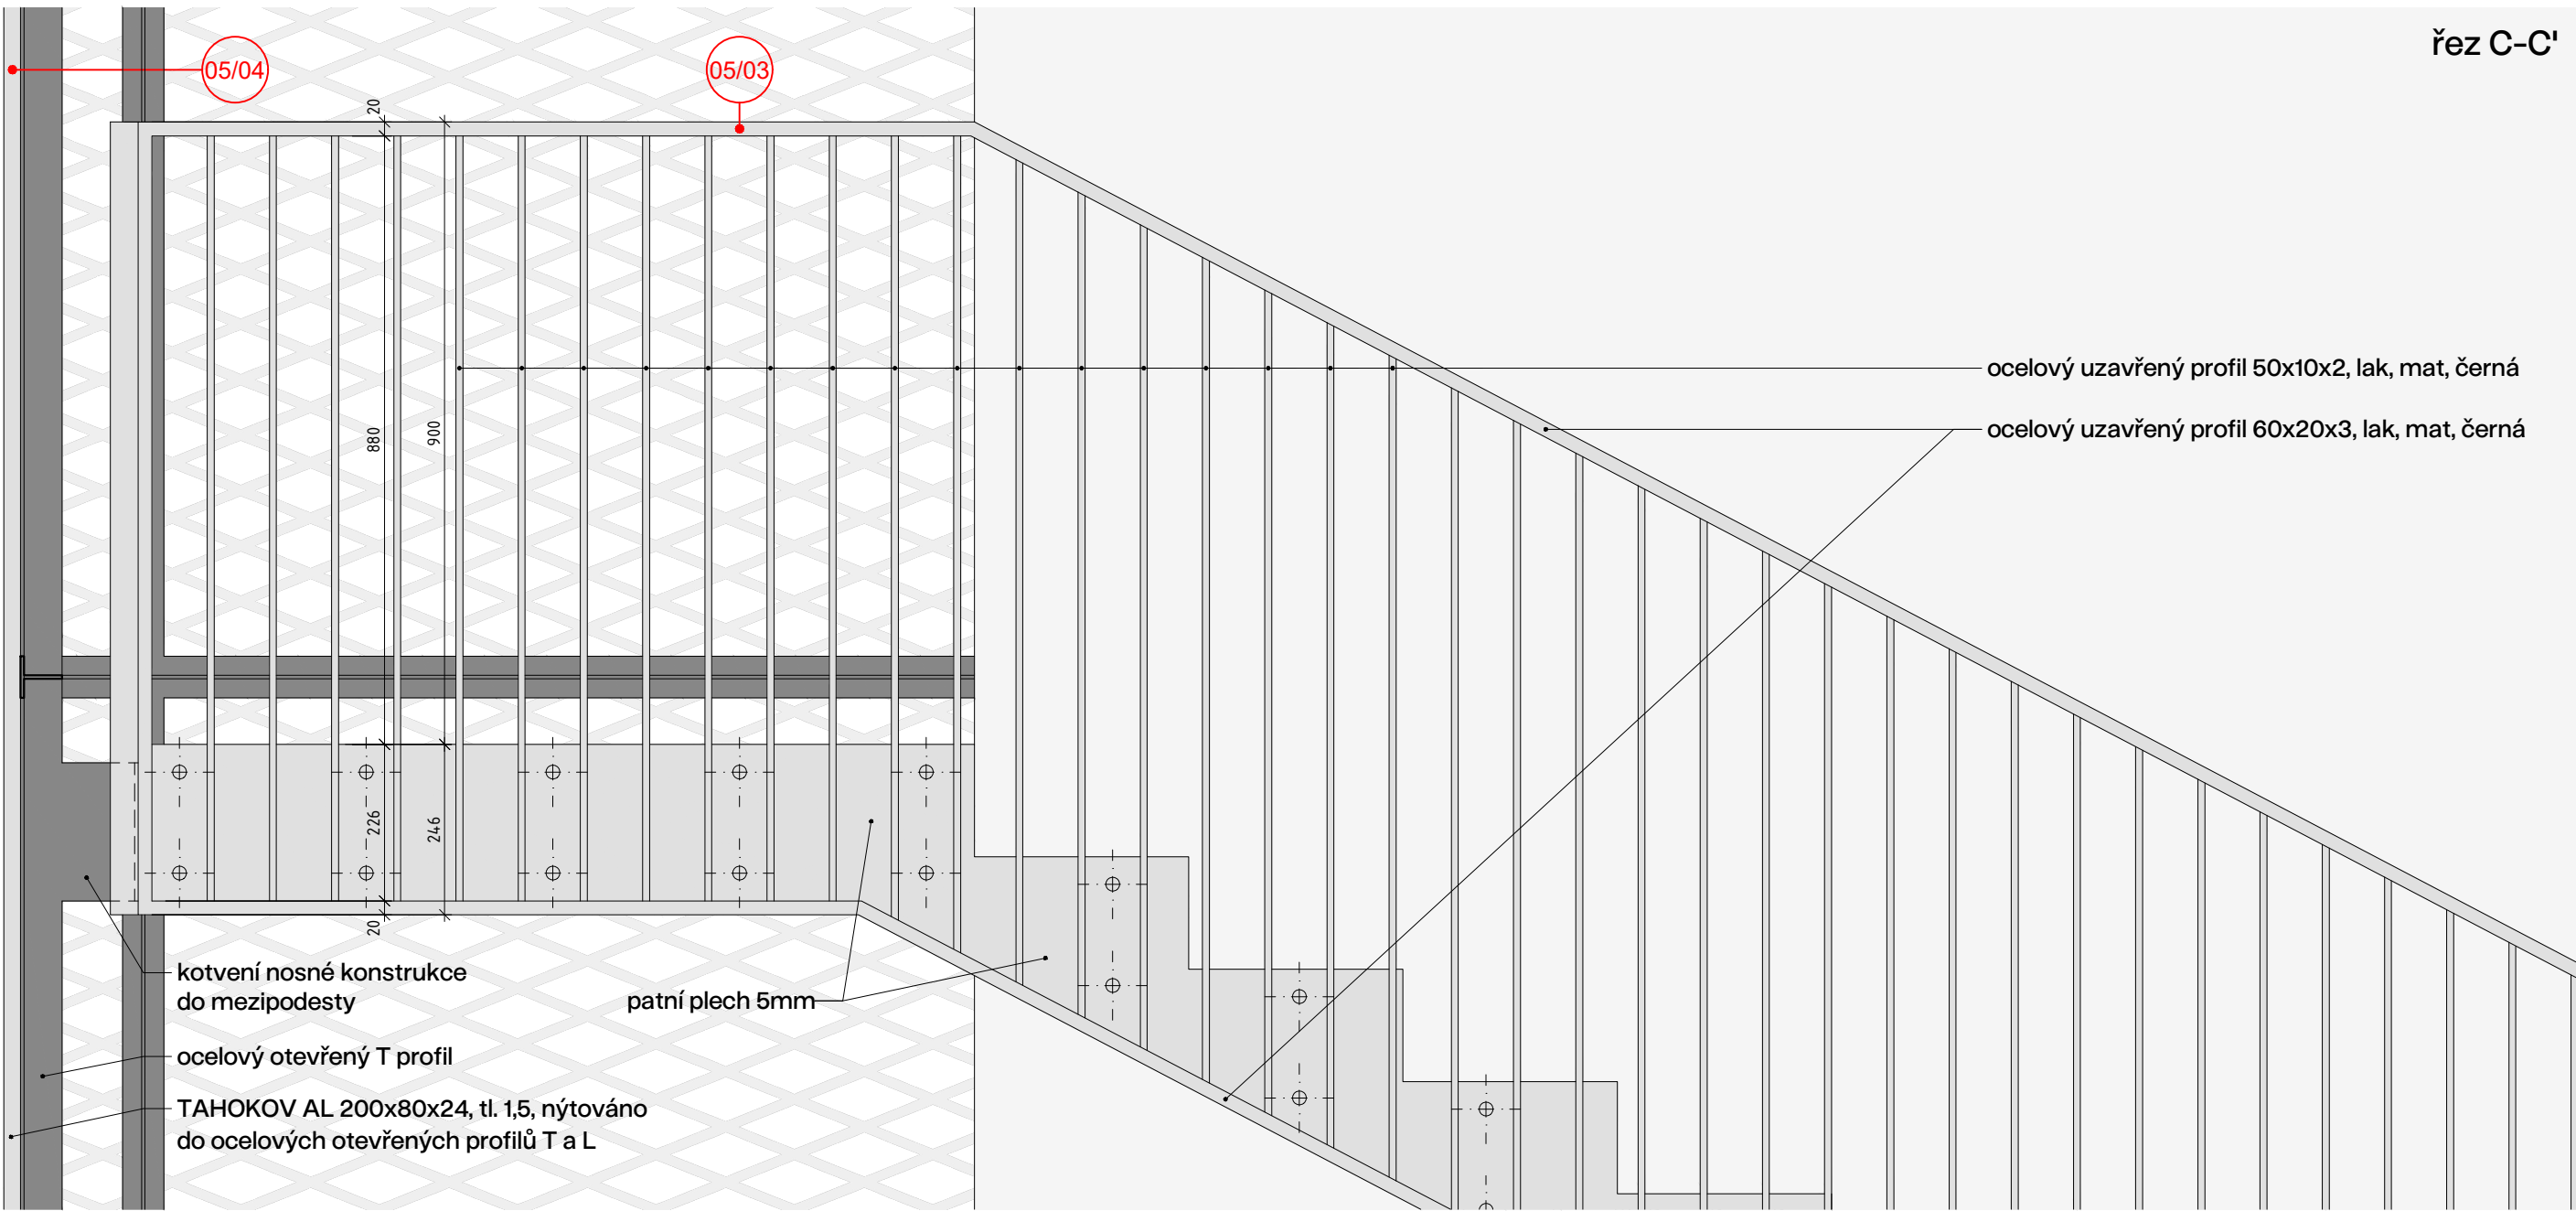 řez C-C'
05/04
05/03
20
880
900
226
246
20
ocelový uzavřený profil 50x10x2, lak, mat, černá
ocelový uzavřený profil 60x20x3, lak, mat, černá
kotvení nosné konstrukce
do mezipodesty
patní plech 5mm
ocelový otevřený T profil
TAHOKOV AL 200x80x24, tl. 1,5, nýtováno
do ocelových otevřených profilů T a L